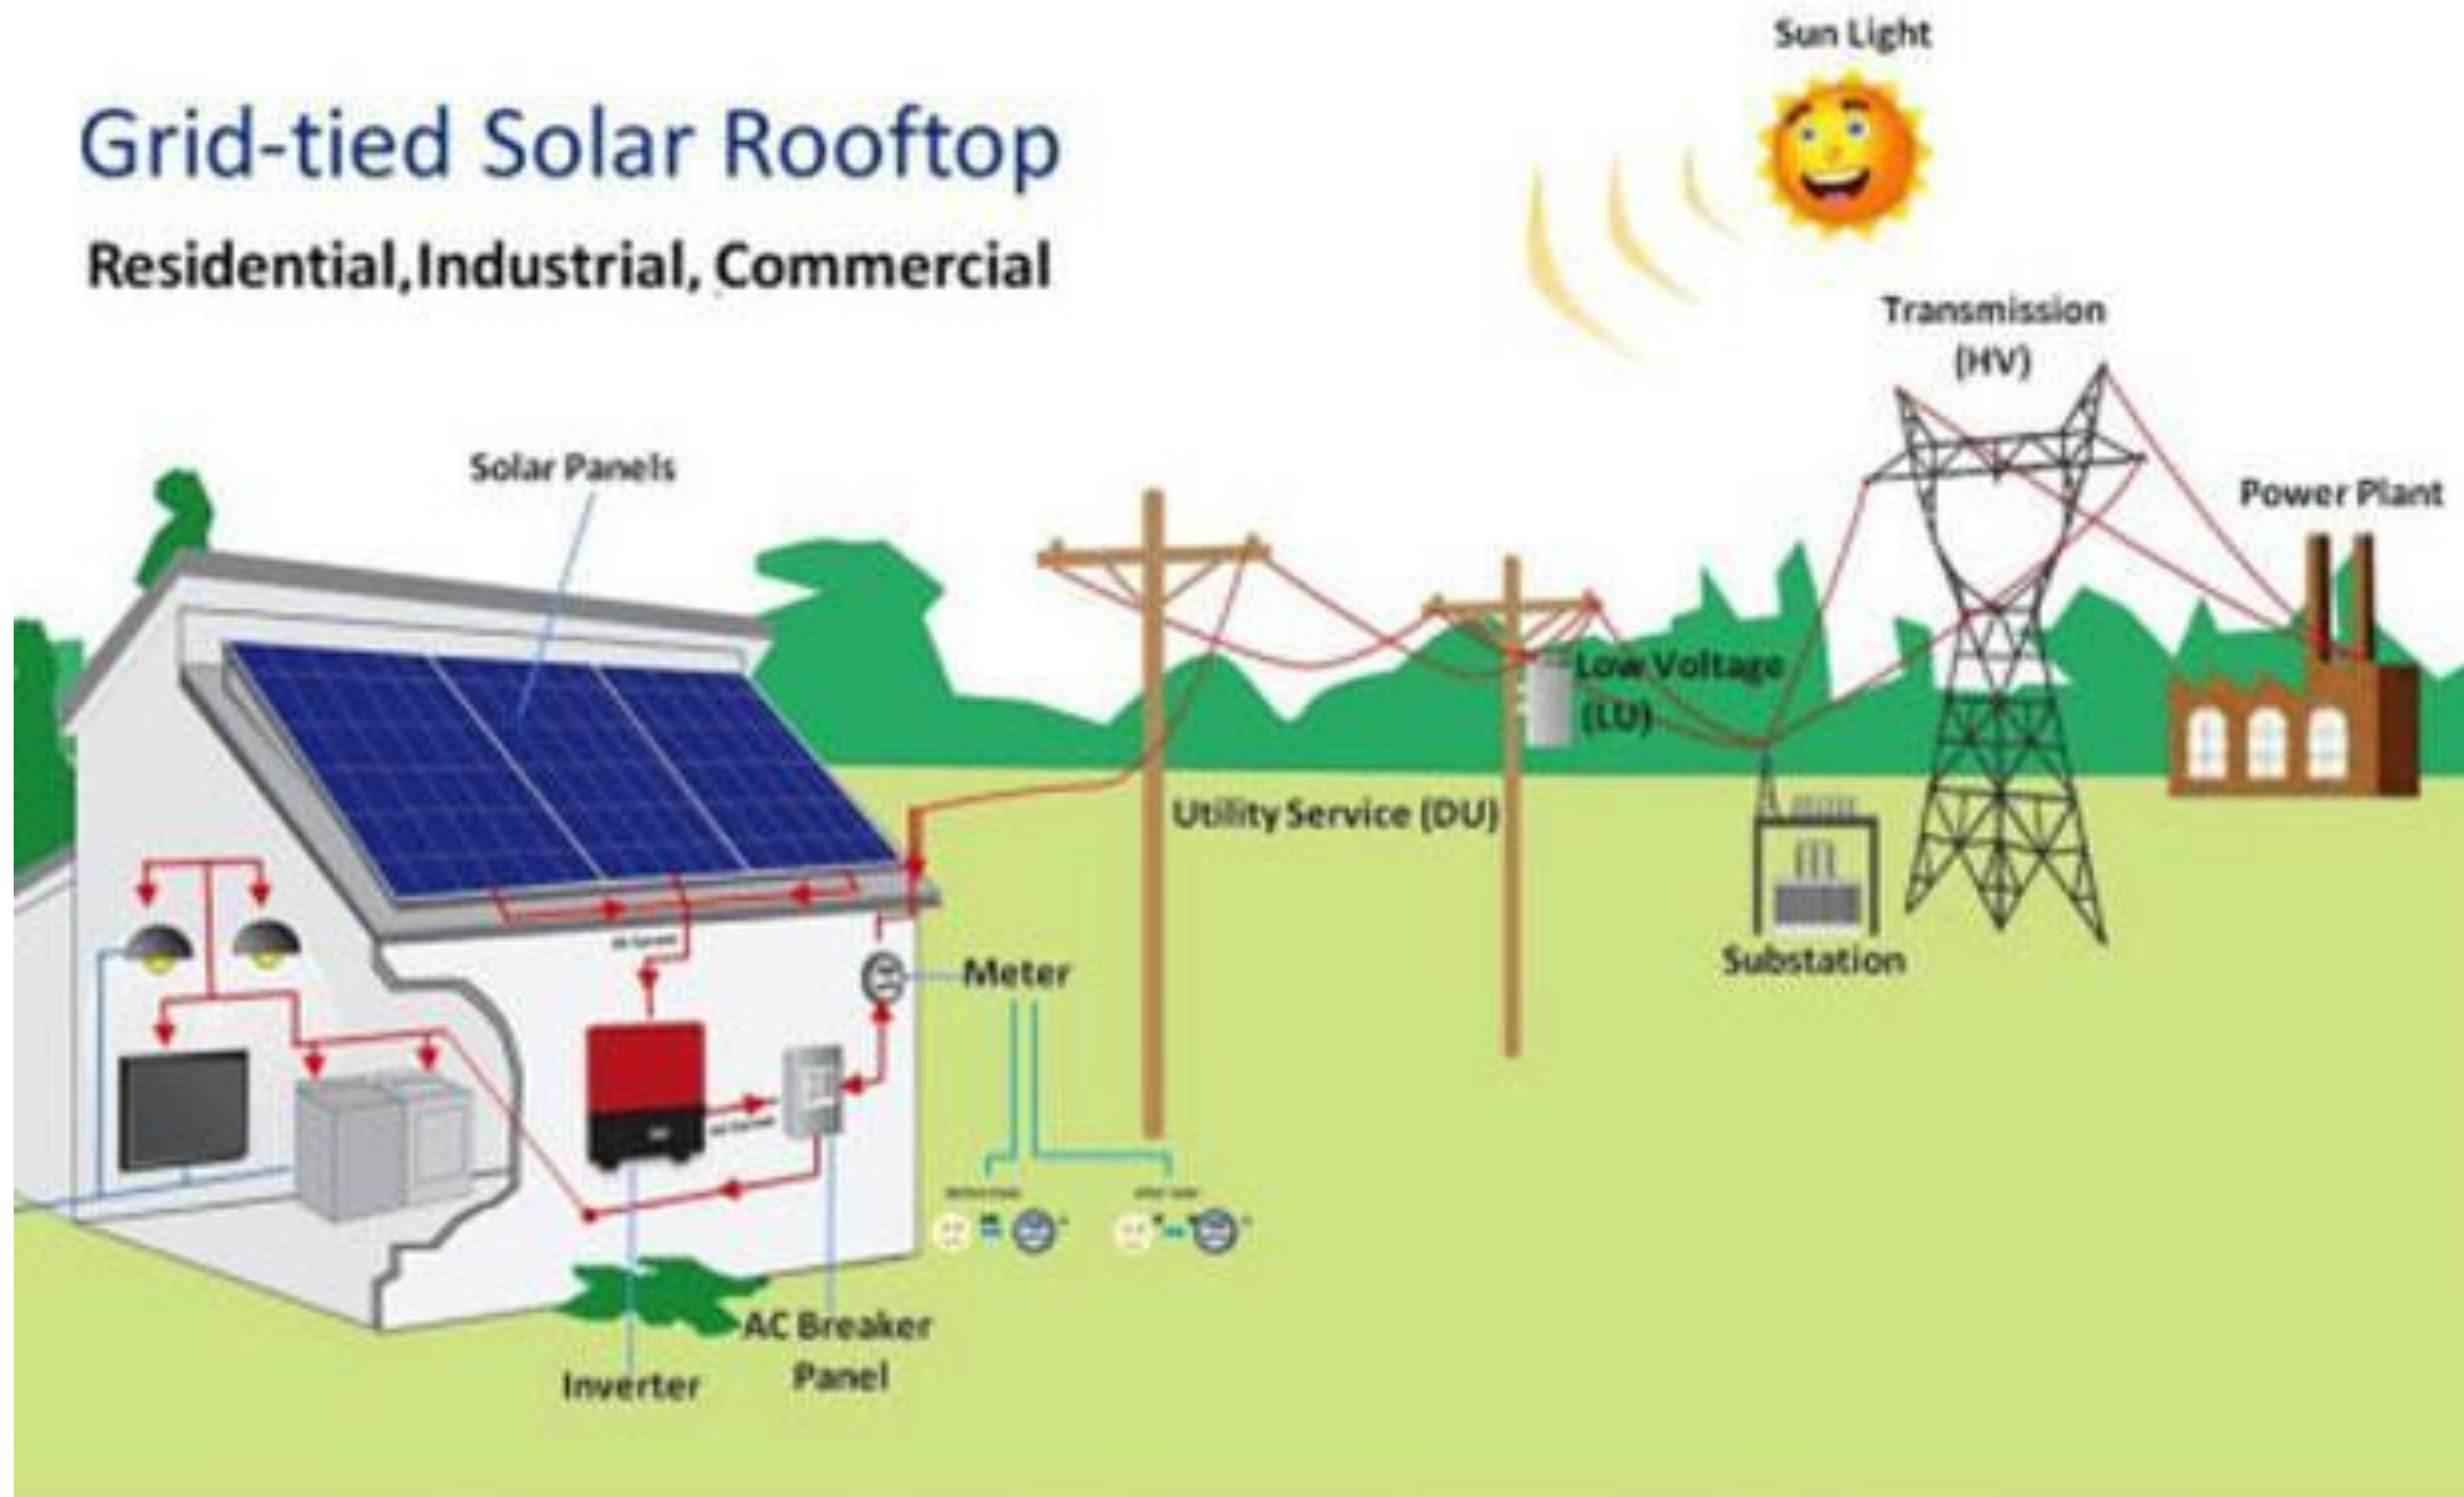 Sun Light
Grid-tied Solar Rooftop
Residential,Industrial, Commercial
Transmission
(HV)
Solar Panels
Power Plant
Low Voltage
(LU)
Utility Service (DU)
Substation
Meter
AC Breaker
Panel
Inverter